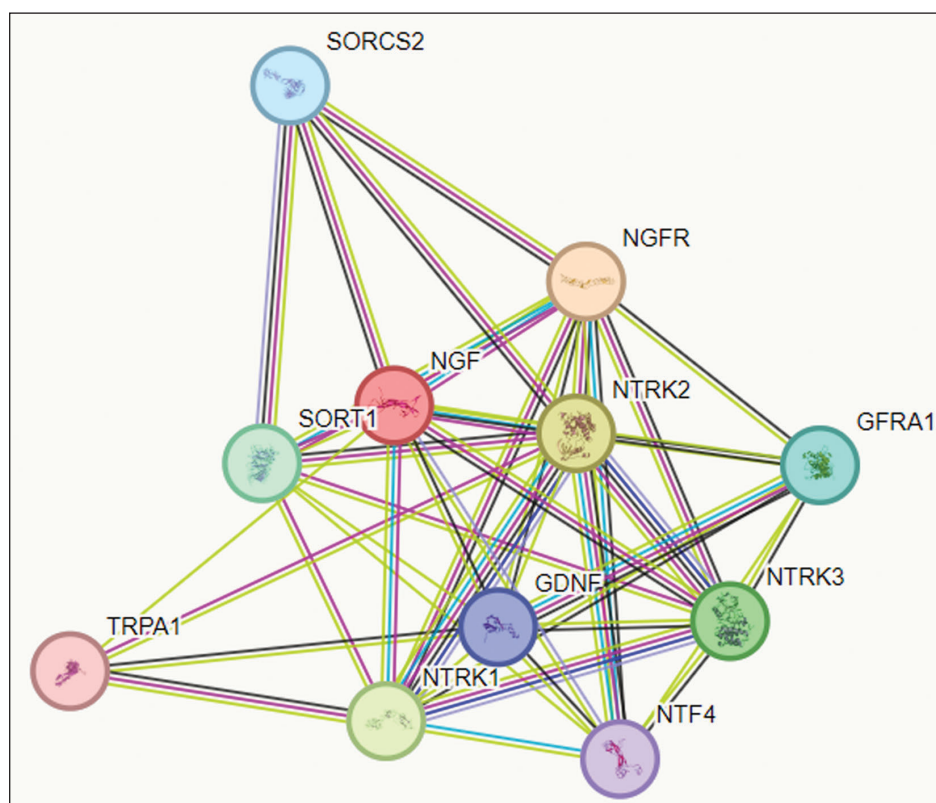 SORCS2
NGFR
NGF
NTRK2
SORT1
GFRA1
GDNF
NTRK3
TRPA1
NTRK1
NTF4